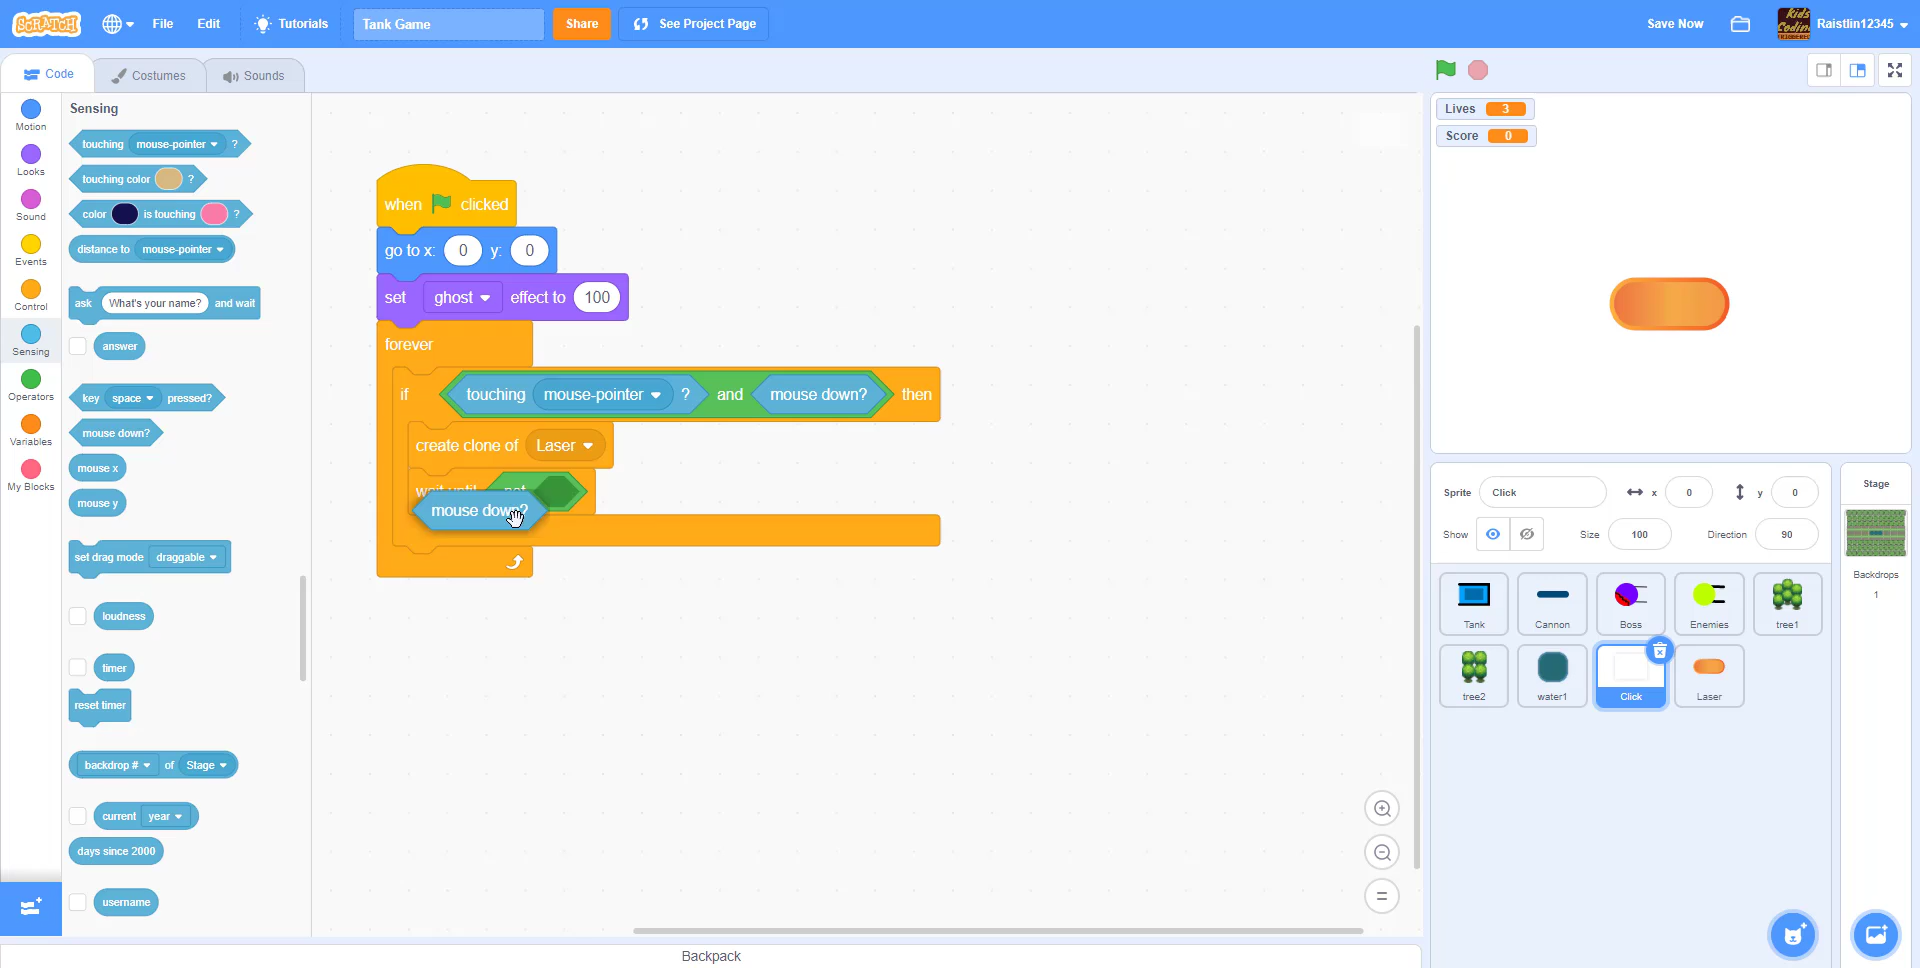 SCRATCH
File
Edit
Tutorials
Tank Game
Share
See Project Page
Save Now
Raistlin12345
Code
Costumes
Sounds
Motion
Looks
Sound
Events
Control
Sensing
Operators
Variables
My Blocks
Sensing
touching mouse-pointer ?
touching color ?
color is touching ?
distance to mouse-pointer
ask What's your name? and wait
answer
key space pressed?
mouse down?
mouse x
mouse y
set drag mode draggable
loudness
timer
reset timer
backdrop # of Stage
current year
days since 2000
username
when clicked
go to x: 0 y: 0
set ghost effect to 100
forever
if touching mouse-pointer ? and mouse down? then
create clone of Laser
wait until not
mouse down?
Backpack
Lives 3
Score 0
Sprite Click x 0 y 0
Show Size 100 Direction 90
Tank
Cannon
Boss
Enemies
tree1
tree2
water1
Click
Laser
Stage
Backdrops
1